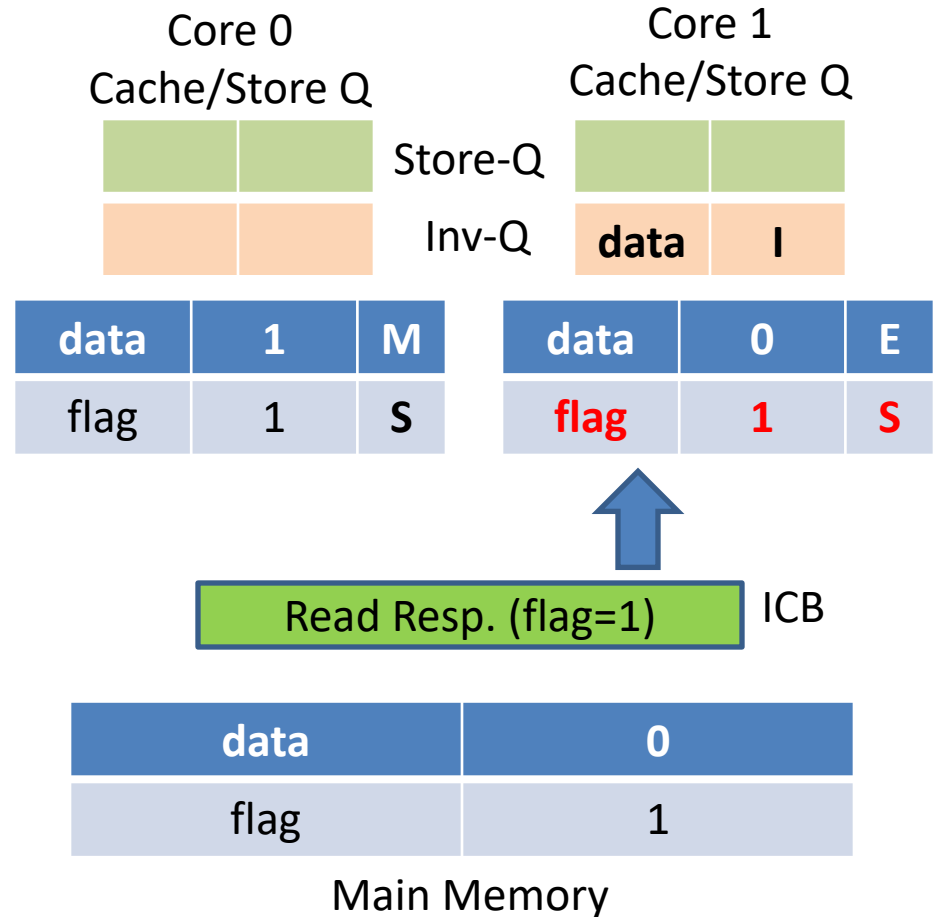 Core 0
Cache/Store Q
Core 1
Cache/Store Q
Store-Q
Inv-Q
data I
data 1 M
flag 1 S
data 0 E
flag 1 S
Read Resp. (flag=1)
ICB
data 0
flag 1
Main Memory